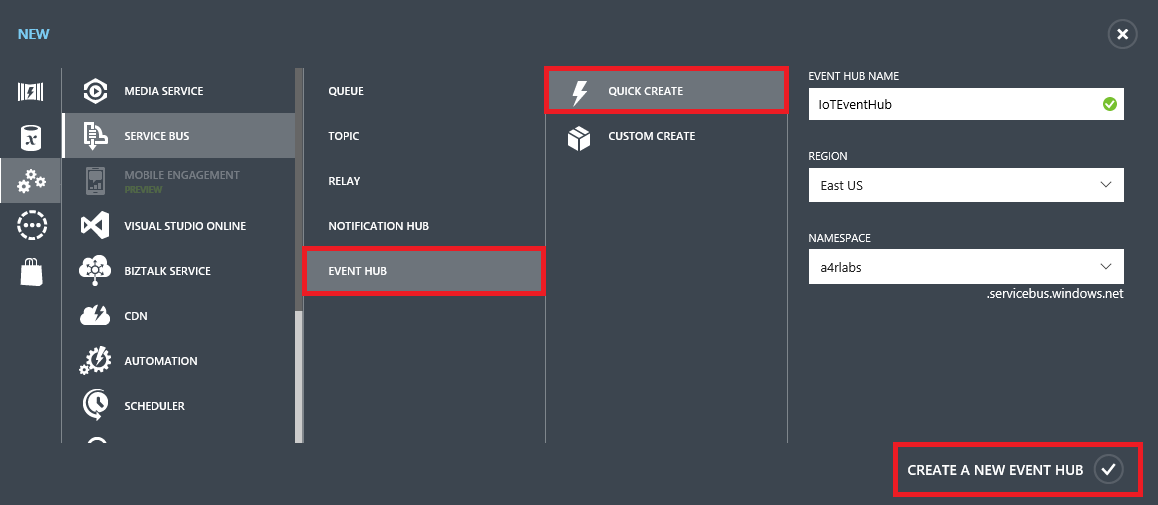 NEW
MEDIA SERVICE
SERVICE BUS
MOBILE ENGAGEMENT
PREVIEW
VISUAL STUDIO ONLINE
BIZTALK SERVICE
CDN
AUTOMATION
SCHEDULER
QUEUE
TOPIC
RELAY
NOTIFICATION HUB
EVENT HUB
QUICK CREATE
CUSTOM CREATE
EVENT HUB NAME
IoTEventHub
REGION
East US
NAMESPACE
a4rlabs
.servicebus.windows.net
CREATE A NEW EVENT HUB